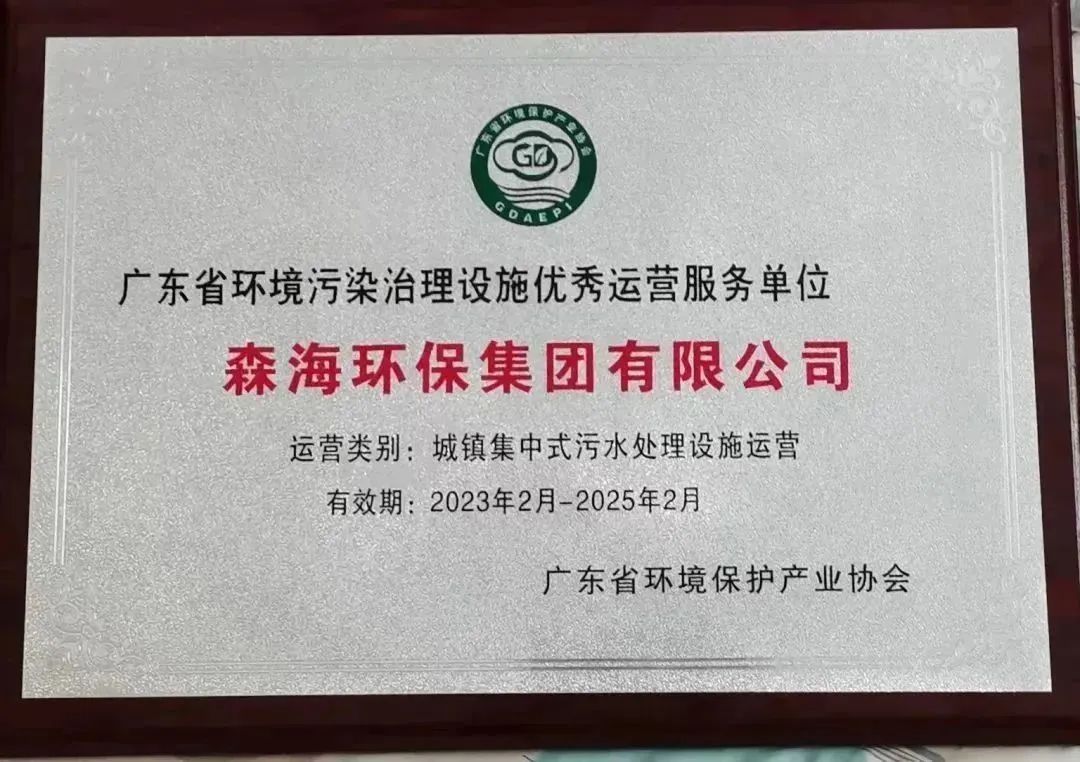 广东省环境保护产业协会
GD
GDAEPI
广东省环境污染治理设施优秀运营服务单位
森海环保集团有限公司
运营类别：城镇集中式污水处理设施运营
有效期：2023年2月-2025年2月
广东省环境保护产业协会